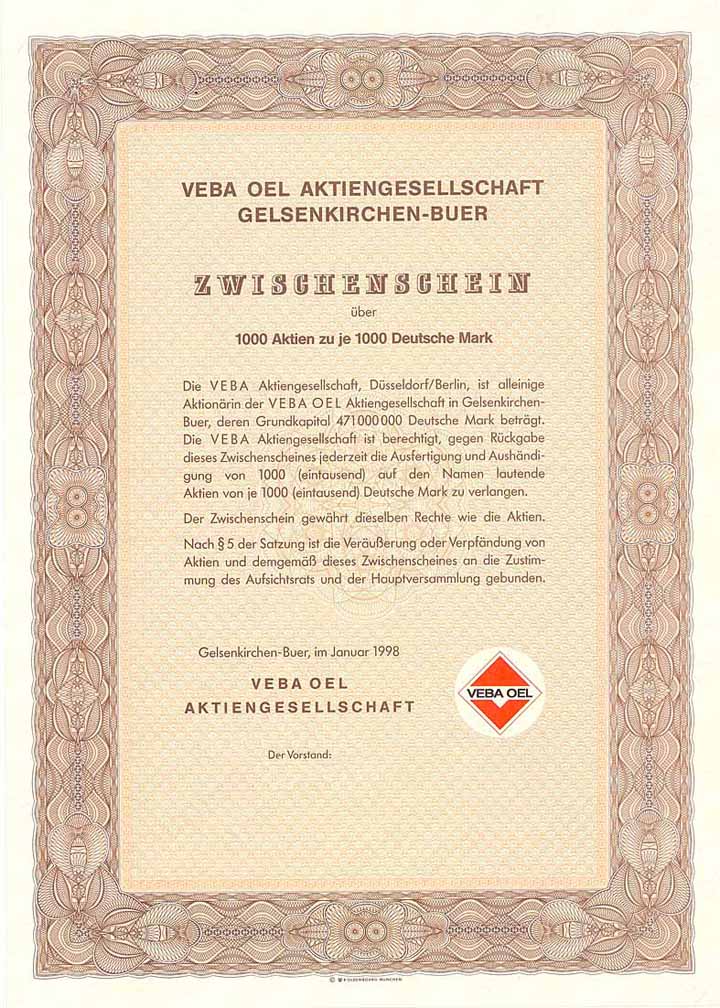 VEBA OEL AKTIENGESELLSCHAFT
GELSENKIRCHEN-BUER
ZWISCHENSCHEIN
über
1000 Aktien zu je 1000 Deutsche Mark
Die VEBA Aktiengesellschaft, Düsseldorf/Berlin, ist alleinige
Aktionärin der VEBA OEL Aktiengesellschaft in Gelsenkirchen-
Buer, deren Grundkapital 471000000 Deutsche Mark beträgt.
Die VEBA Aktiengesellschaft ist berechtigt, gegen Rückgabe
dieses Zwischenscheines jederzeit die Ausfertigung und Aushändi-
gung von 1000 (eintausend) auf den Namen lautende
Aktien von je 1000 (eintausend) Deutsche Mark zu verlangen.
Der Zwischenschein gewährt dieselben Rechte wie die Aktien.
Nach § 5 der Satzung ist die Veräußerung oder Verpfändung von
Aktien und demgemäß dieses Zwischenscheines an die Zustim-
mung des Aufsichtsrats und der Hauptversammlung gebunden.
Gelsenkirchen-Buer, im Januar 1998
VEBA OEL
AKTIENGESELLSCHAFT
VEBA OEL
Der Vorstand:
OLDENBOURG MÜNCHEN